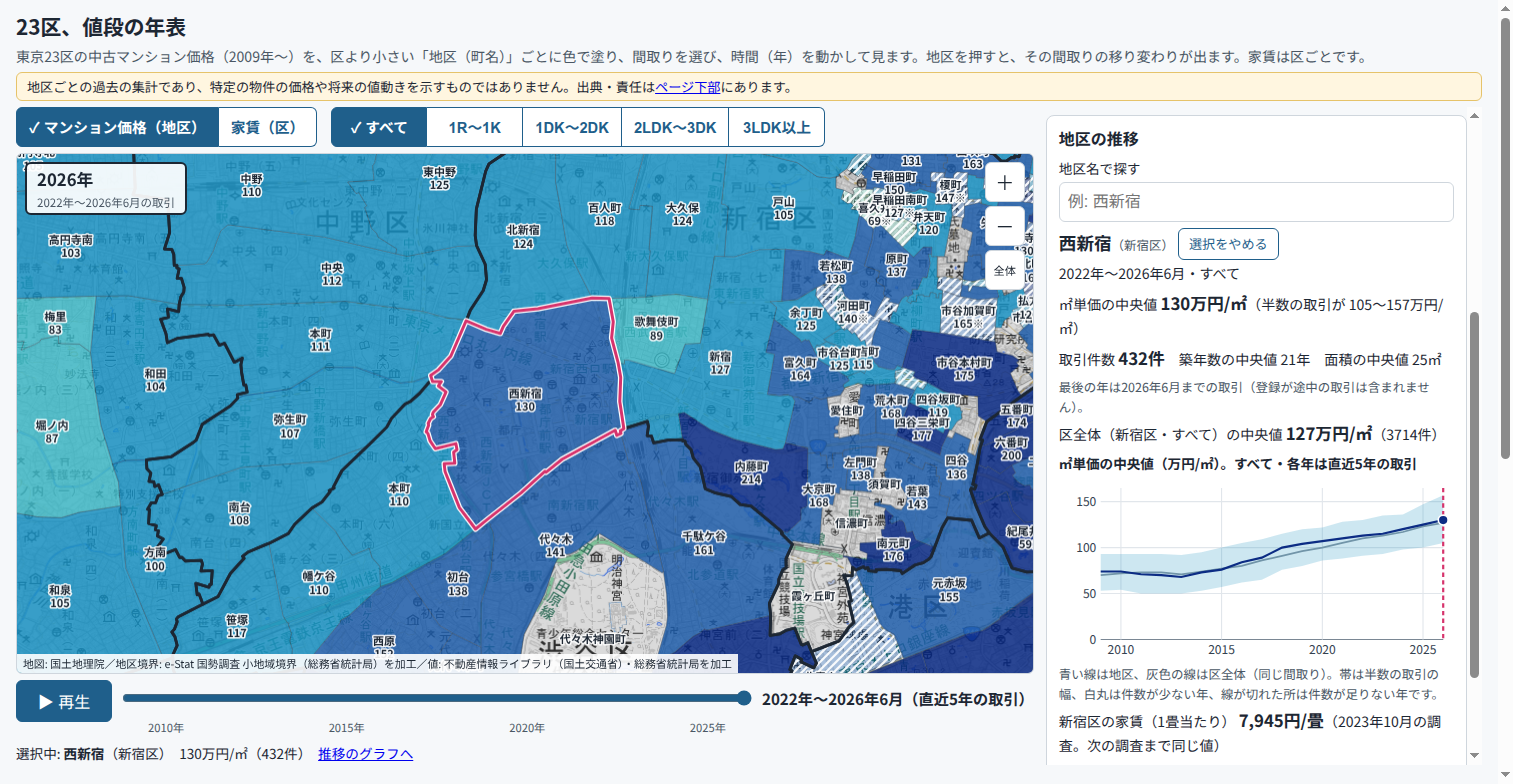 23区、値段の年表
東京23区の中古マンション価格（2009年～）を、区より小さい「地区（町名）」ごとに色で塗り、間取りを選び、時間（年）を動かして見ます。地区を押すと、その間取りの移り変わりが出ます。家賃は区ごとです。
地区ごとの過去の集計であり、特定の物件の価格や将来の値動きを示すものではありません。出典・責任はページ下部にあります。
✓ マンション価格（地区） 家賃（区） ✓ すべて 1R～1K 1DK～2DK 2LDK～3DK 3LDK以上
2026年
2022年～2026年6月の取引
中野
110
東中野
125
131
163
早稲田町
150
榎町
147※
早稲田南町
127※
弁天町
120
百人町
118
大久保
124
戸山
105
中野区
新宿区
北新宿
124
高円寺南
103
中央
112
若松町
138
原町
137
梅里
83
本町
111
歌舞伎町
89
余丁町
125
河田町
140※
市谷加賀町
165※
新宿
127
富久町
164
市谷台町
125
115
市谷本村町
175
和田
104
西新宿
130
愛住町
荒木町
168
四谷坂町
119
四谷三栄町
177
五番町
174
六番町
200
堀ノ内
87
弥生町
107
内藤町
214
左門町
138
須賀町
四谷
136
大京町
168
若葉
143
本町
110
南台
108
信濃町
千駄ケ谷
161
代々木
141
南元町
176
方南
100
幡ケ谷
110
初台
138
和泉
105
笹塚
117
西原
152
明治神宮
小田原線
代々木神園町
国立競技場
霞ヶ丘町
神宮外苑
元赤坂
155
港区
＋
－
全体
地図: 国土地理院／地区境界: e-Stat 国勢調査 小地域境界（総務省統計局）を加工／値: 不動産情報ライブラリ（国土交通省）・総務省統計局を加工
▶ 再生
2022年～2026年6月（直近5年の取引）
2010年 2015年 2020年 2025年
選択中: 西新宿（新宿区） 130万円/㎡（432件） 推移のグラフへ
地区の推移
地区名で探す
例: 西新宿
西新宿（新宿区） 選択をやめる
2022年～2026年6月・すべて
㎡単価の中央値 130万円/㎡（半数の取引が 105～157万円/
㎡）
取引件数 432件 築年数の中央値 21年 面積の中央値 25㎡
最後の年は2026年6月までの取引（登録が途中の取引は含まれませ
ん）。
区全体（新宿区・すべて）の中央値 127万円/㎡（3714件）
㎡単価の中央値（万円/㎡）。すべて・各年は直近5年の取引
150
100
50
0
2010 2015 2020 2025
青い線は地区、灰色の線は区全体（同じ間取り）。帯は半数の取引の
幅、白丸は件数が少ない年、線が切れた所は件数が足りない年です。
新宿区の家賃（1畳当たり） 7,945円/畳（2023年10月の調
査。次の調査まで同じ値）